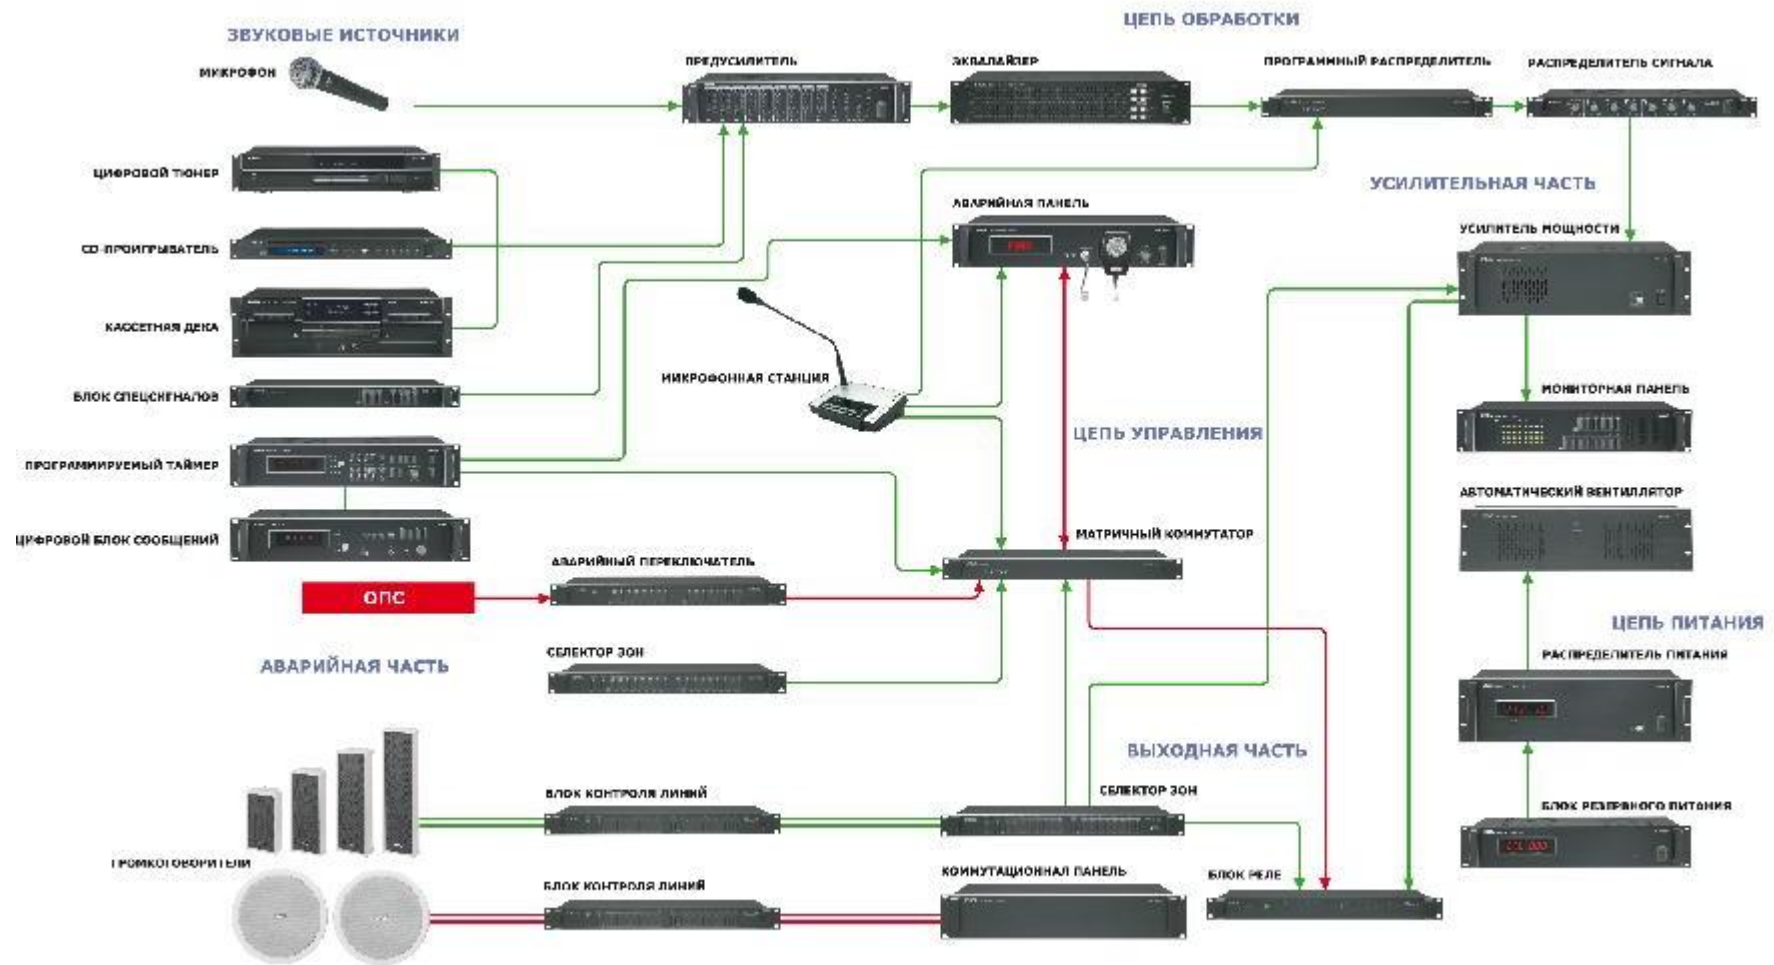 ЗВУКОВЫЕ ИСТОЧНИКИ
ЦЕПЬ ОБРАБОТКИ
МИКРОФОН
ПРЕДУСИЛИТЕЛЬ
ЭКВАЛАЙЗЕР
ПРОГРАММНЫЙ РАСПРЕДЕЛИТЕЛЬ
РАСПРЕДЕЛИТЕЛЬ СИГНАЛА
ЦИФРОВОЙ ТЮНЕР
УСИЛИТЕЛЬНАЯ ЧАСТЬ
АВАРИЙНАЯ ПАНЕЛЬ
УСИЛИТЕЛЬ МОЩНОСТИ
CD-ПРОИГРЫВАТЕЛЬ
КАССЕТНАЯ ДЕКА
МИКРОФОННАЯ СТАНЦИЯ
МОНИТОРНАЯ ПАНЕЛЬ
БЛОК СПЕЦСИГНАЛОВ
ЦЕПЬ УПРАВЛЕНИЯ
ПРОГРАММИРУЕМЫЙ ТАЙМЕР
АВТОМАТИЧЕСКИЙ ВЕНТИЛЛЯТОР
ЦИФРОВОЙ БЛОК СООБЩЕНИЙ
МАТРИЧНЫЙ КОММУТАТОР
АВАРИЙНЫЙ ПЕРЕКЛЮЧАТЕЛЬ
ОПС
ЦЕПЬ ПИТАНИЯ
СЕЛЕКТОР ЗОН
РАСПРЕДЕЛИТЕЛЬ ПИТАНИЯ
АВАРИЙНАЯ ЧАСТЬ
ВЫХОДНАЯ ЧАСТЬ
БЛОК КОНТРОЛЯ ЛИНИЙ
СЕЛЕКТОР ЗОН
БЛОК РЕЗЕРВНОГО ПИТАНИЯ
ГРОМКОГОВОРИТЕЛИ
БЛОК КОНТРОЛЯ ЛИНИЙ
КОММУТАЦИОННАЯ ПАНЕЛЬ
БЛОК РЕЛЕ